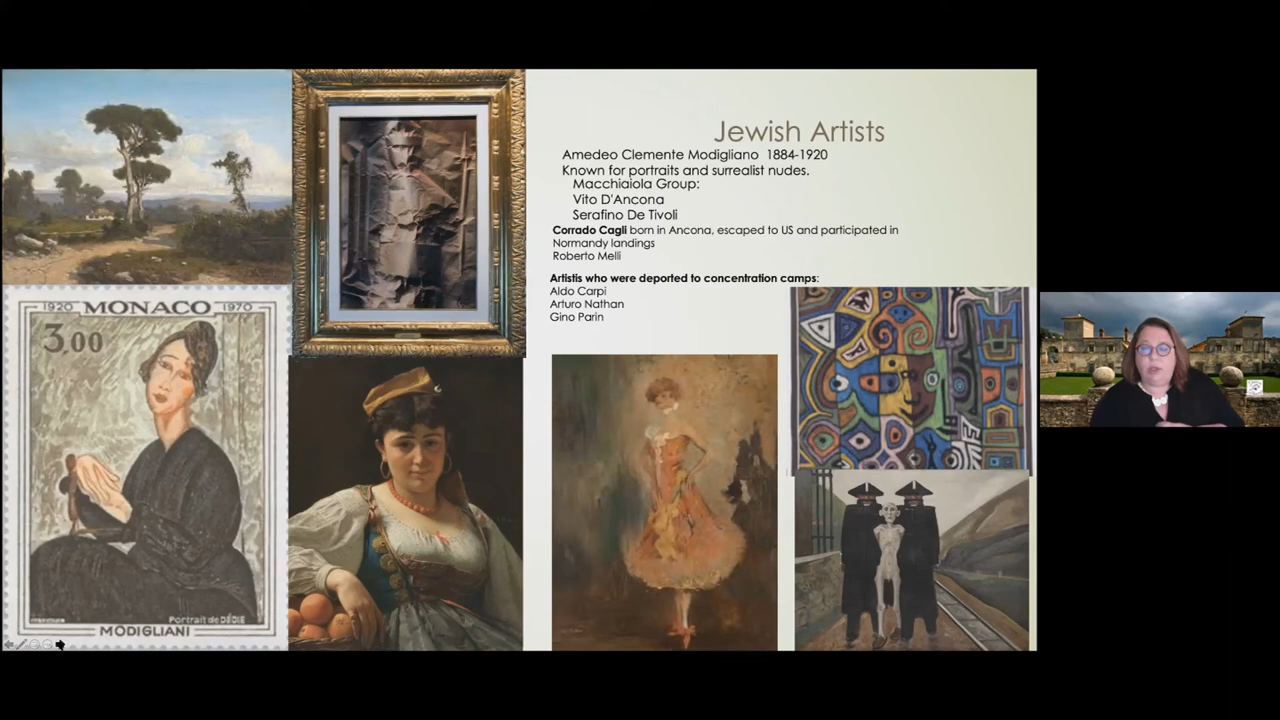 Jewish Artists
Amedeo Clemente Modigliano 1884-1920
Known for portraits and surrealist nudes.
Macchiaiola Group:
Vito D'Ancona
Serafino De Tivoli
Corrado Cagli born in Ancona, escaped to US and participated in
Normandy landings
Roberto Melli
Artistis who were deported to concentration camps:
Aldo Carpi
Arturo Nathan
Gino Parin
1920 MONACO 1970
3,00
Portrait de DÉDIE
MODIGLIANI